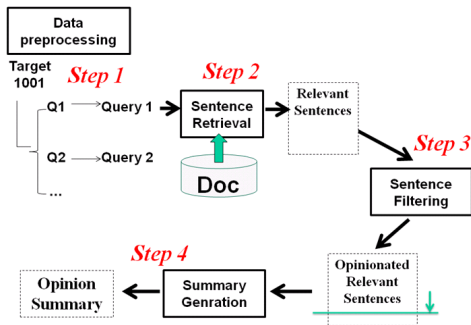 Data
preprocessing
Target
1001
Step 1
Q1
Query 1
Q2
Query 2
...
Step 2
Sentence
Retrieval
Doc
Relevant
Sentences
Step 3
Sentence
Filtering
Opinionated
Relevant
Sentences
Step 4
Summary
Genration
Opinion
Summary